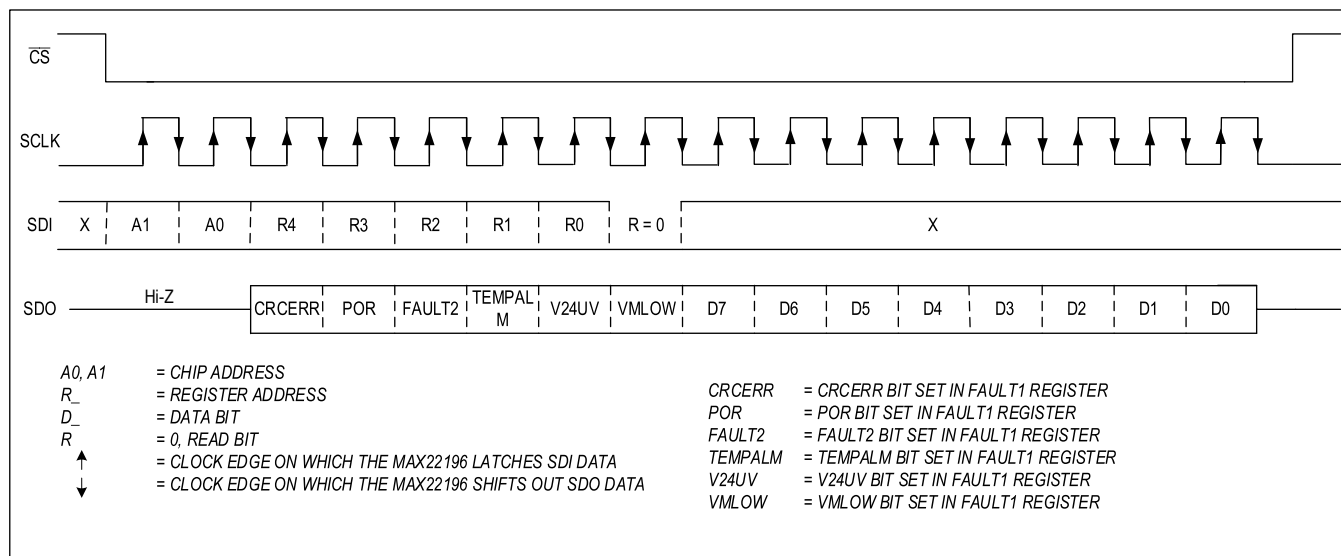 CS
SCLK
SDI X A1 A0 R4 R3 R2 R1 R0 R = 0 X
SDO Hi-Z CRCERR POR FAULT2 TEMPAL
M V24UV VMLOW D7 D6 D5 D4 D3 D2 D1 D0
A0, A1 = CHIP ADDRESS
R_ = REGISTER ADDRESS
D_ = DATA BIT
R = 0, READ BIT
↑ = CLOCK EDGE ON WHICH THE MAX22196 LATCHES SDI DATA
↓ = CLOCK EDGE ON WHICH THE MAX22196 SHIFTS OUT SDO DATA
CRCERR = CRCERR BIT SET IN FAULT1 REGISTER
POR = POR BIT SET IN FAULT1 REGISTER
FAULT2 = FAULT2 BIT SET IN FAULT1 REGISTER
TEMPALM = TEMPALM BIT SET IN FAULT1 REGISTER
V24UV = V24UV BIT SET IN FAULT1 REGISTER
VMLOW = VMLOW BIT SET IN FAULT1 REGISTER